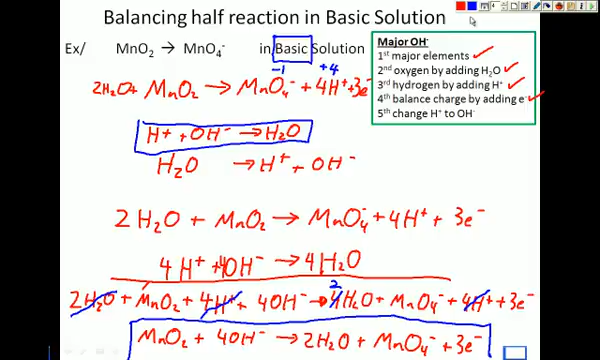 Balancing half reaction in Basic Solution
Ex/ MnO₂ → MnO₄⁻ in Basic Solution
Major OH⁻
1st major elements ✓
2nd oxygen by adding H₂O ✓
3rd hydrogen by adding H⁺ ✓
4th balance charge by adding e⁻ ✓
5th change H⁺ to OH⁻
-1 +4
2H₂O + MnO₂ → MnO₄⁻ + 4H⁺ + 3e⁻
H⁺ + OH⁻ → H₂O
H₂O → H⁺ + OH⁻
2H₂O + MnO₂ → MnO₄⁻ + 4H⁺ + 3e⁻
4H⁺ + 4OH⁻ → 4H₂O
2
2H₂O + MnO₂ + 4H⁺ + 4OH⁻ → 4H₂O + MnO₄⁻ + 4H⁺ + 3e⁻
MnO₂ + 4OH⁻ → 2H₂O + MnO₄⁻ + 3e⁻